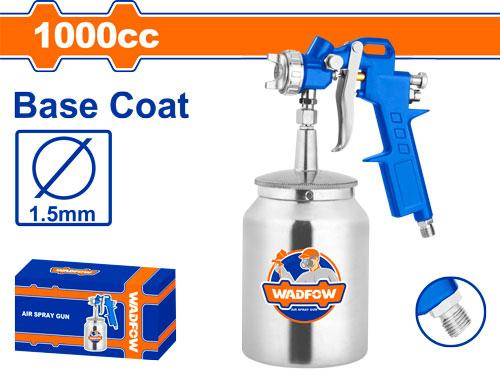 1000cc
Base Coat
1.5mm
WADFOW
AIR SPRAY GUN
WADFOW
AIR SPRAY GUN
WADFOW